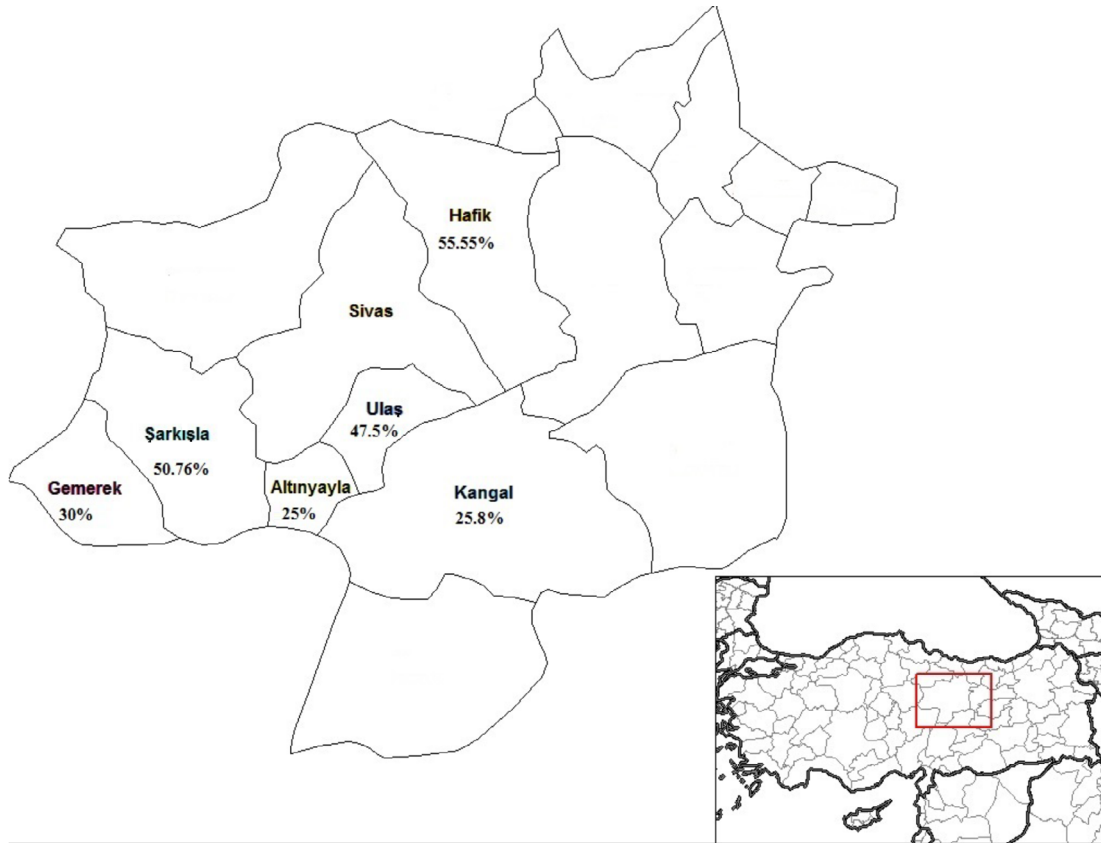 Hafik
55.55%
Sivas
Ulaş
47.5%
Şarkışla
50.76%
Gemerek
30%
Altınyayla
25%
Kangal
25.8%